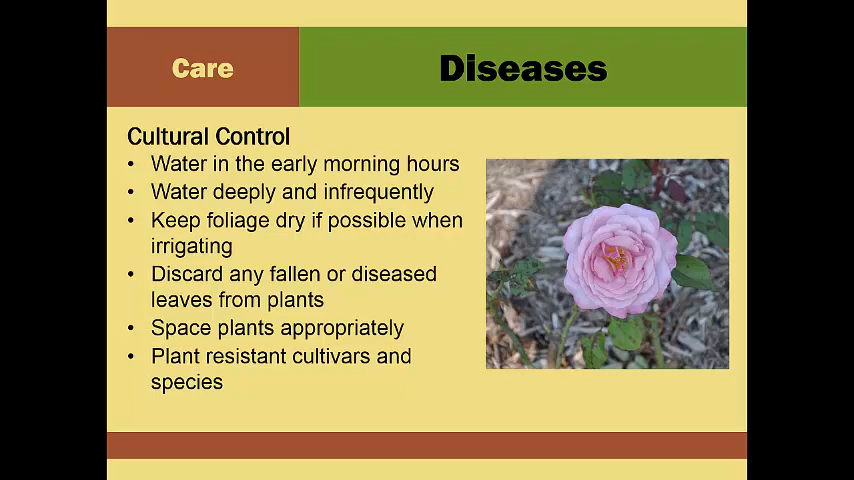 Care
Diseases
Cultural Control
• Water in the early morning hours
• Water deeply and infrequently
• Keep foliage dry if possible when
irrigating
• Discard any fallen or diseased
leaves from plants
• Space plants appropriately
• Plant resistant cultivars and
species